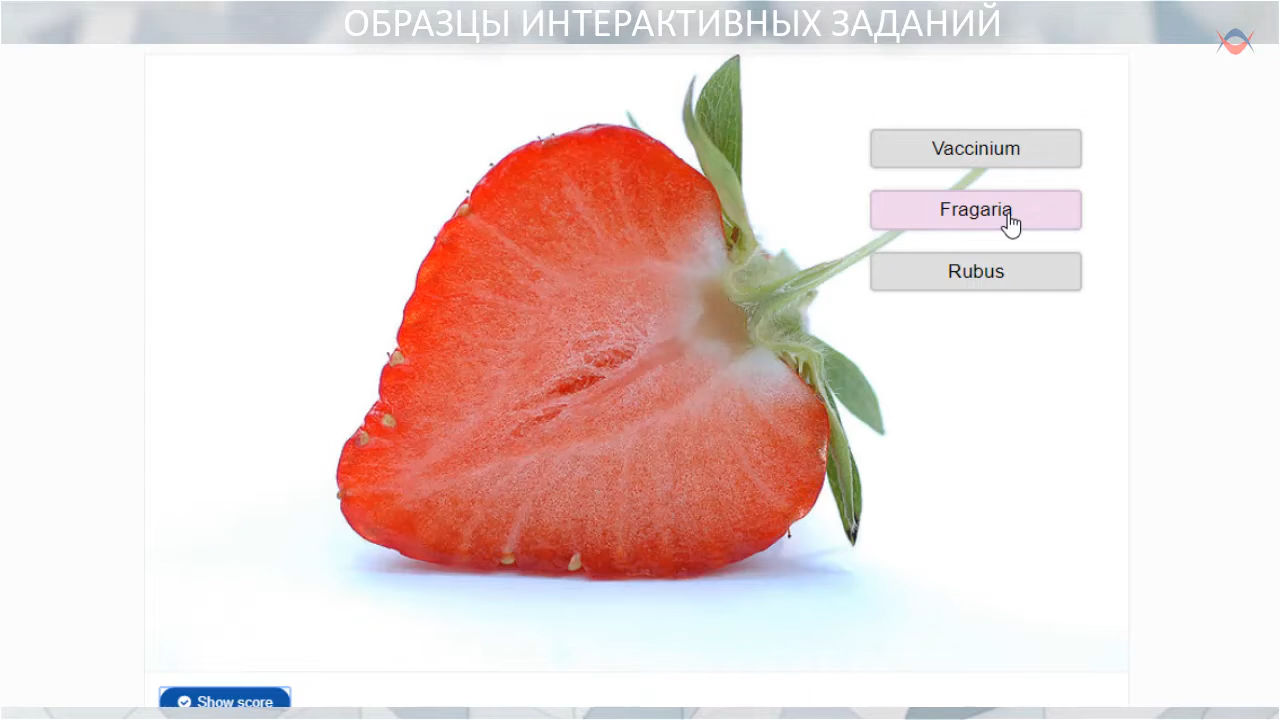 ОБРАЗЦЫ ИНТЕРАКТИВНЫХ ЗАДАНИЙ
Vaccinium
Fragaria
Rubus
Show score